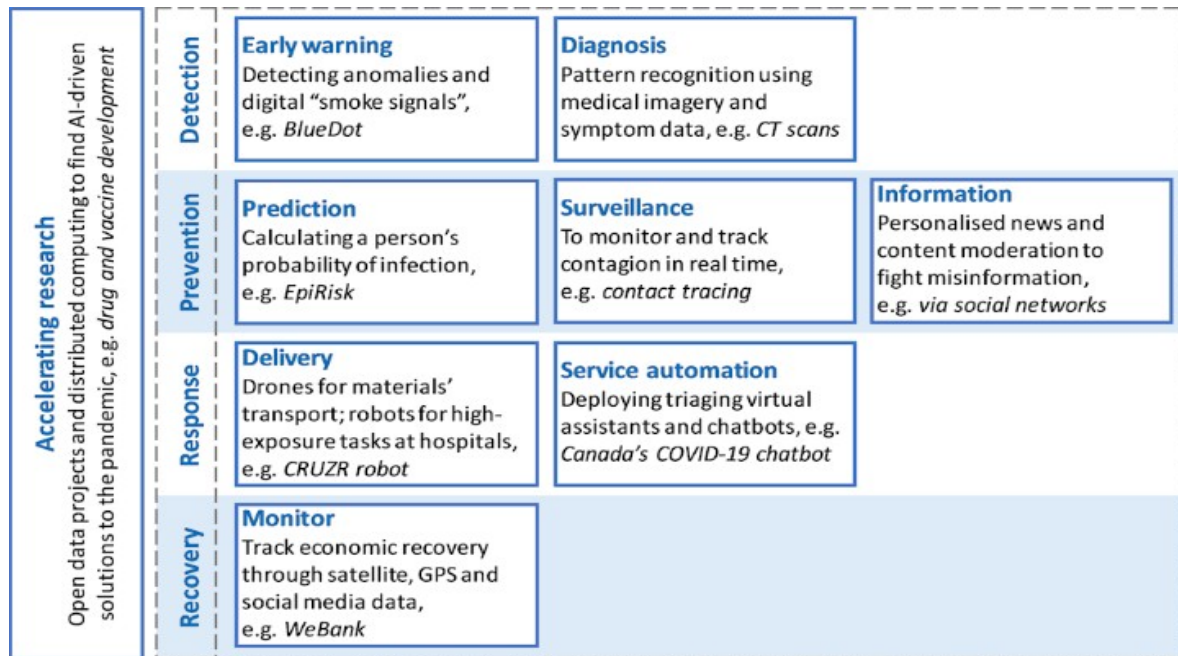 Accelerating research
Open data projects and distributed computing to find AI-driven
solutions to the pandemic, e.g. drug and vaccine development
Detection
Early warning
Detecting anomalies and
digital “smoke signals”,
e.g. BlueDot
Diagnosis
Pattern recognition using
medical imagery and
symptom data, e.g. CT scans
Prevention
Prediction
Calculating a person’s
probability of infection,
e.g. EpiRisk
Surveillance
To monitor and track
contagion in real time,
e.g. contact tracing
Information
Personalised news and
content moderation to
fight misinformation,
e.g. via social networks
Response
Delivery
Drones for materials’
transport; robots for high-
exposure tasks at hospitals,
e.g. CRUZR robot
Service automation
Deploying triaging virtual
assistants and chatbots, e.g.
Canada’s COVID-19 chatbot
Recovery
Monitor
Track economic recovery
through satellite, GPS and
social media data,
e.g. WeBank